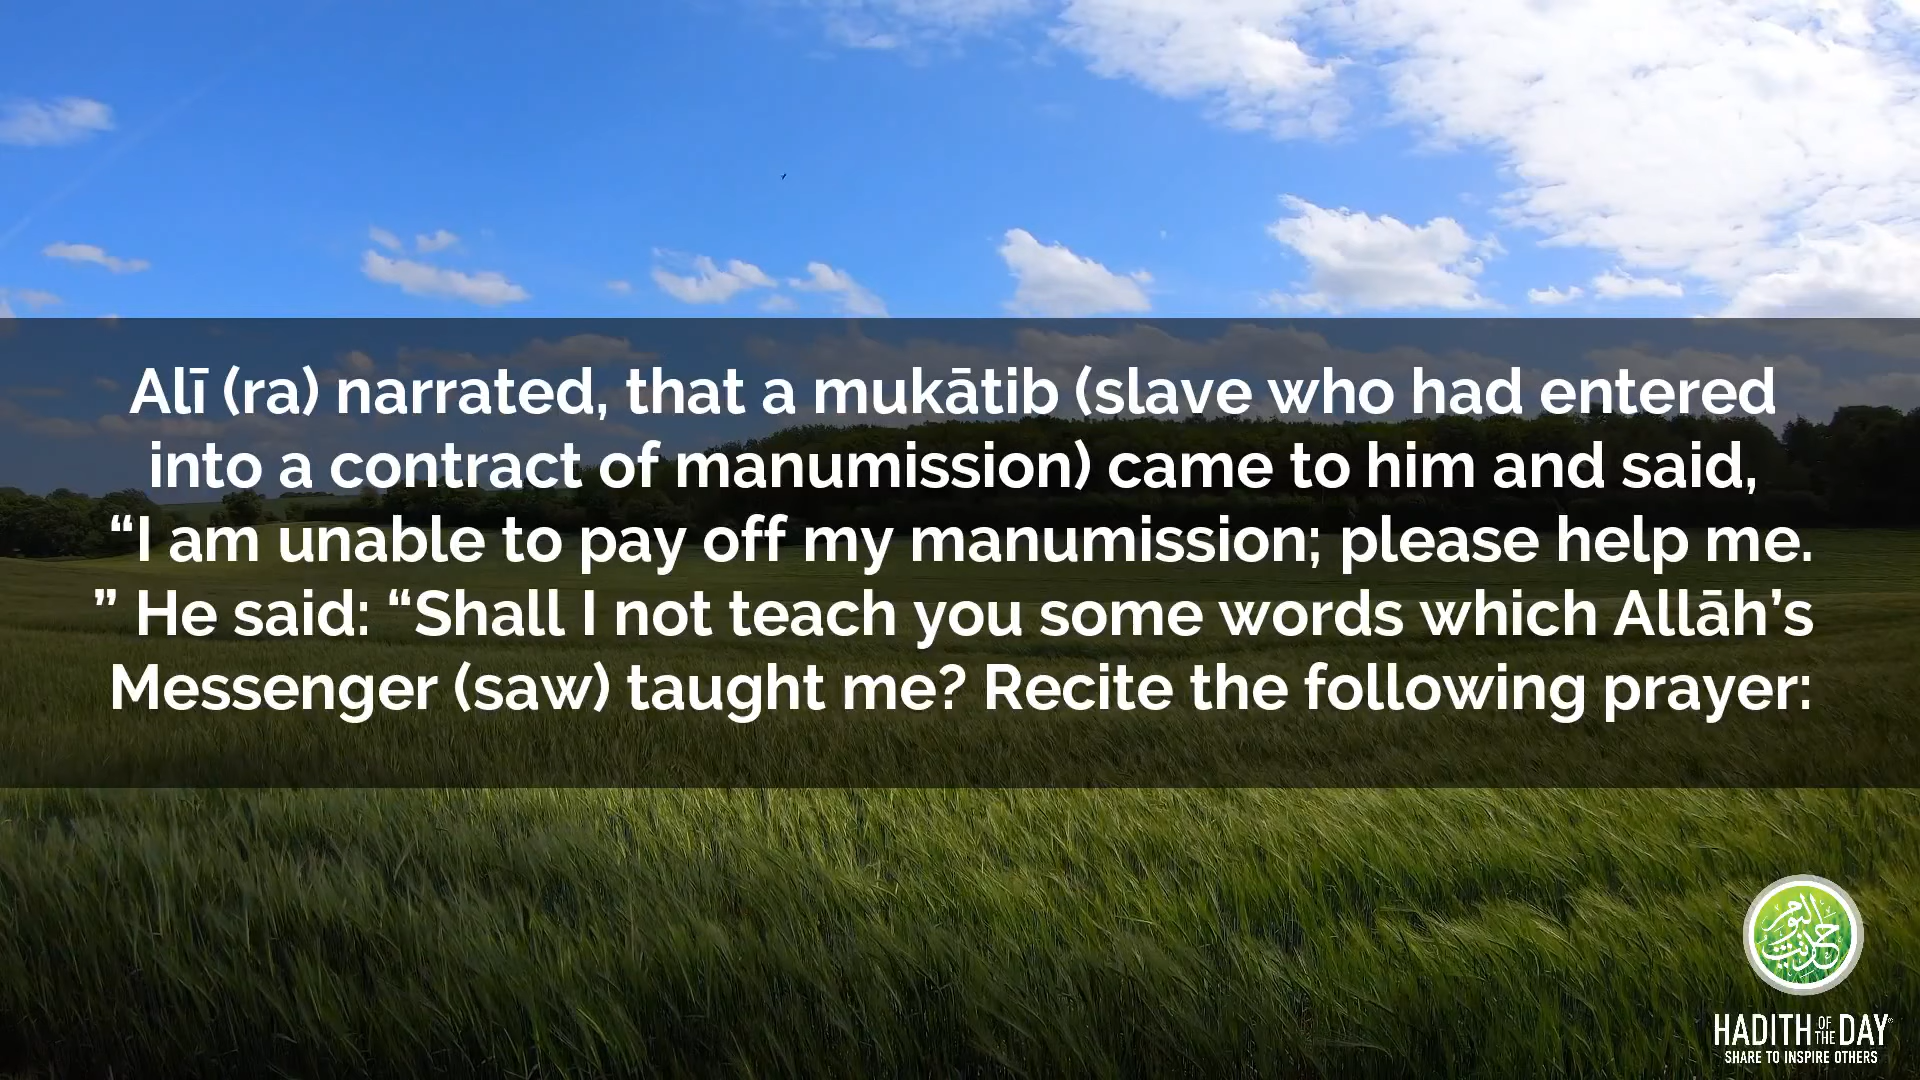 Alī (ra) narrated, that a mukātib (slave who had entered
into a contract of manumission) came to him and said,
“I am unable to pay off my manumission; please help me.
” He said: “Shall I not teach you some words which Allāh’s
Messenger (saw) taught me? Recite the following prayer:
حديث اليوم
HADITH OF THE DAY®
SHARE TO INSPIRE OTHERS